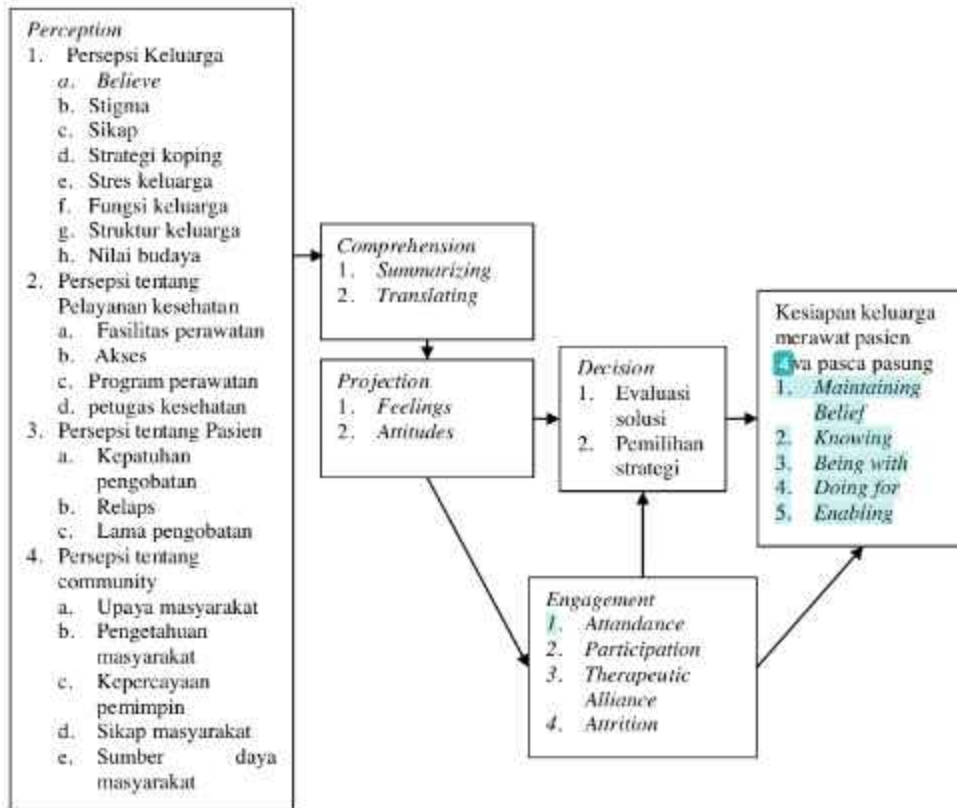 Perception
1. Persepsi Keluarga
a. Believe
b. Stigma
c. Sikap
d. Strategi koping
e. Stres keluarga
f. Fungsi keluarga
g. Struktur keluarga
h. Nilai budaya
2. Persepsi tentang
Pelayanan kesehatan
a. Fasilitas perawatan
b. Akses
c. Program perawatan
d. petugas kesehatan
3. Persepsi tentang Pasien
a. Kepatuhan
pengobatan
b. Relaps
c. Lama pengobatan
4. Persepsi tentang
community
a. Upaya masyarakat
b. Pengetahuan
masyarakat
c. Kepercayaan
pemimpin
d. Sikap masyarakat
e. Sumber daya
masyarakat
Comprehension
1. Summarizing
2. Translating
Projection
1. Feelings
2. Attitudes
Decision
1. Evaluasi
solusi
2. Pemilihan
strategi
Engagement
1. Attandance
2. Participation
3. Therapeutic
Alliance
4. Attrition
Kesiapan keluarga
merawat pasien
pasca pasung
1. Maintaining
Belief
2. Knowing
3. Being with
4. Doing for
5. Enabling